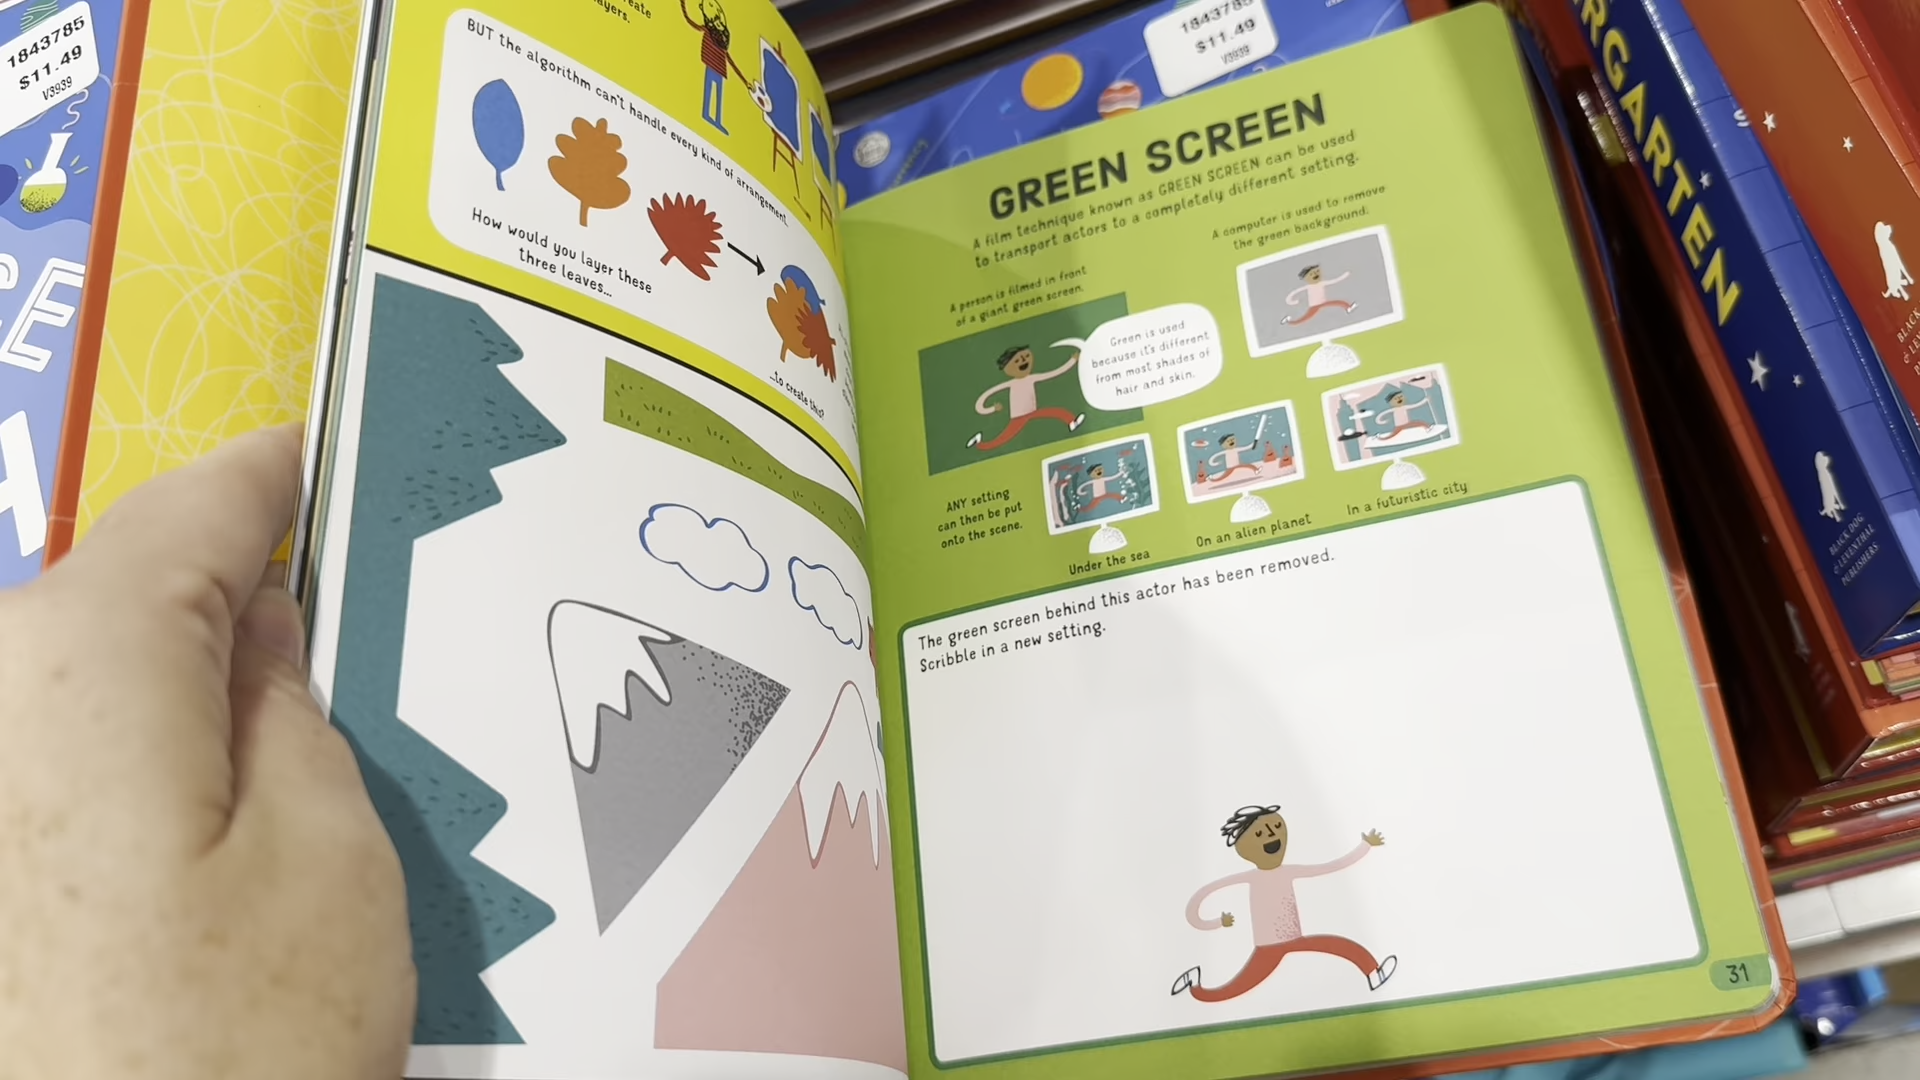 1843785
$11.49
V3939
BUT the algorithm can't handle every kind of arrangement.
How would you layer these
three leaves...
...to create this?
1843785
$11.49
V3939
GREEN SCREEN
A film technique known as GREEN SCREEN can be used
to transport actors to a completely different setting.
A person is filmed in front
of a giant green screen.
A computer is used to remove
the green background.
Green is used
because it's different
from most shades of
hair and skin.
ANY setting
can then be put
onto the scene.
Under the sea
On an alien planet
In a futuristic city
The green screen behind this actor has been removed.
Scribble in a new setting.
31
RGARTEN
BLACK DOG
& LEVENTHAL
PUBLISHERS